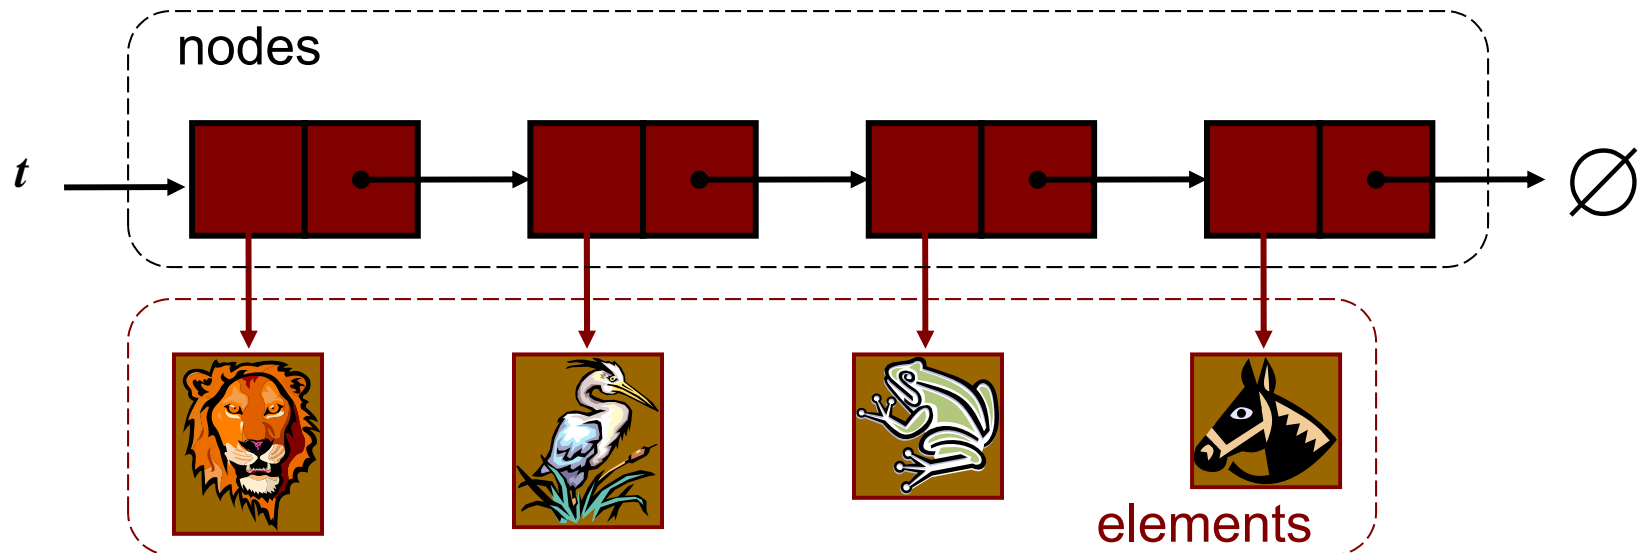 nodes
t
∅
elements